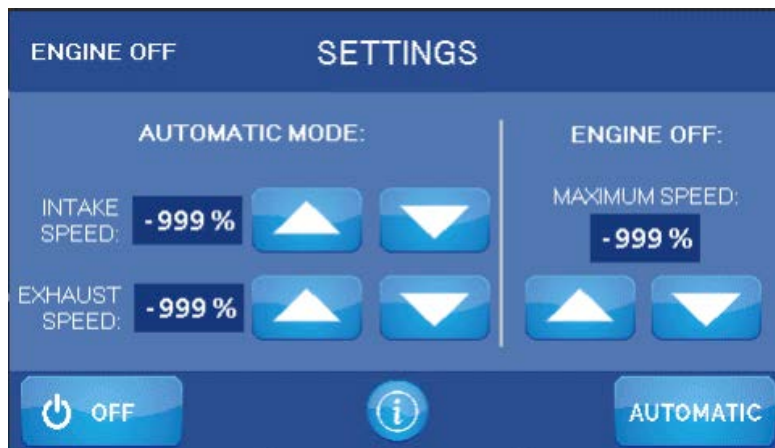 ENGINE OFF
SETTINGS
AUTOMATIC MODE:
INTAKE
SPEED:
-999 %
EXHAUST
SPEED:
-999 %
ENGINE OFF:
MAXIMUM SPEED:
-999 %
OFF
i
AUTOMATIC